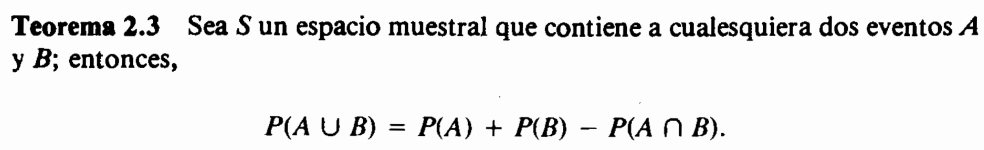 Teorema 2.3 Sea S un espacio muestral que contiene a cualesquiera dos eventos A
y B; entonces,
P(A ∪ B) = P(A) + P(B) − P(A ∩ B).